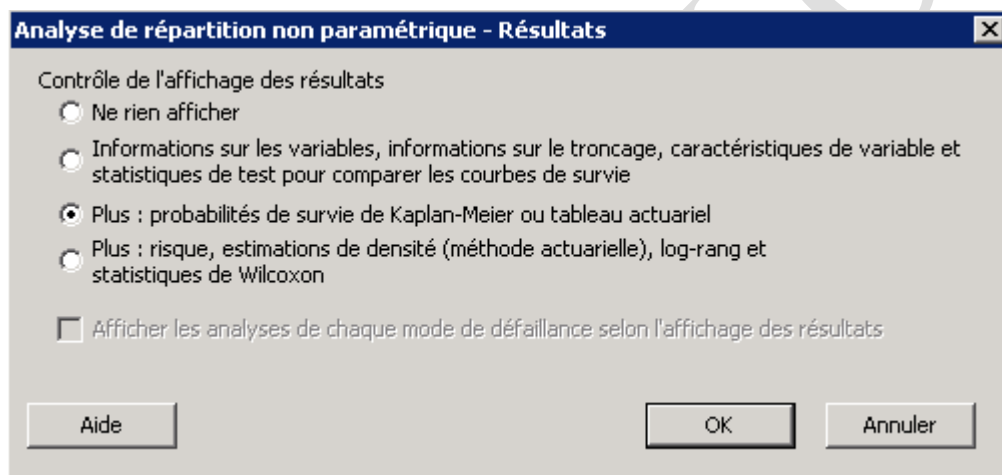 Analyse de répartition non paramétrique - Résultats
Contrôle de l'affichage des résultats
Ne rien afficher
Informations sur les variables, informations sur le troncage, caractéristiques de variable et
statistiques de test pour comparer les courbes de survie
Plus : probabilités de survie de Kaplan-Meier ou tableau actuariel
Plus : risque, estimations de densité (méthode actuarielle), log-rang et
statistiques de Wilcoxon
Afficher les analyses de chaque mode de défaillance selon l'affichage des résultats
Aide
OK
Annuler